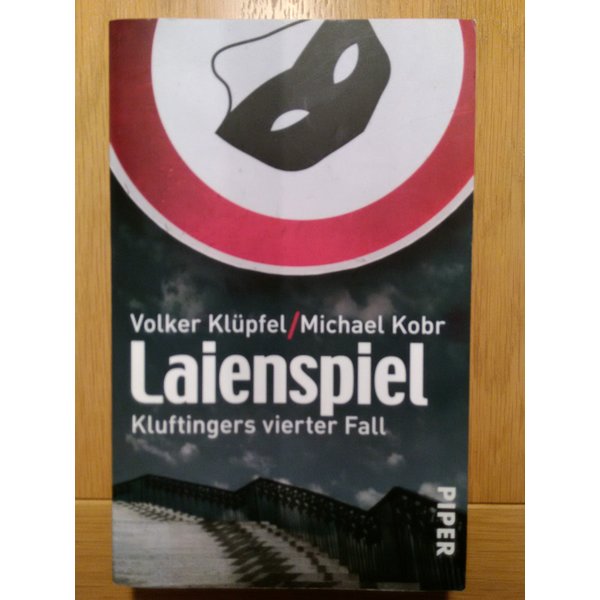 Volker Klüpfel/Michael Kobr
Laienspiel
Kluftingers vierter Fall
PIPER